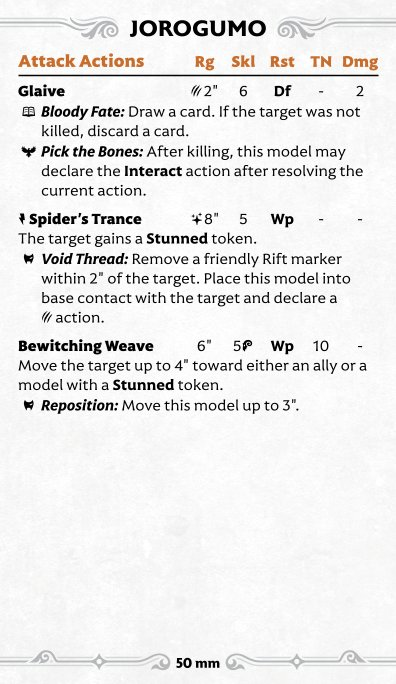 JOROGUMO
Attack Actions Rg Skl Rst TN Dmg
Glaive 2" 6 Df - 2
Bloody Fate: Draw a card. If the target was not
killed, discard a card.
Pick the Bones: After killing, this model may
declare the Interact action after resolving the
current action.
Spider's Trance 8" 5 Wp - -
The target gains a Stunned token.
Void Thread: Remove a friendly Rift marker
within 2" of the target. Place this model into
base contact with the target and declare a
action.
Bewitching Weave 6" 5 Wp 10 -
Move the target up to 4" toward either an ally or a
model with a Stunned token.
Reposition: Move this model up to 3".
50 mm